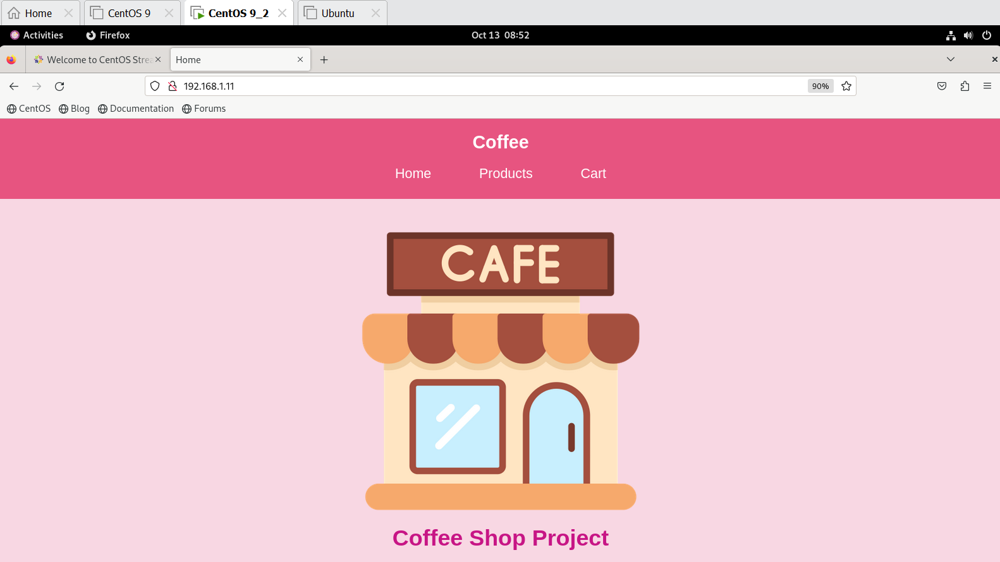 Home CentOS 9 CentOS 9_2 Ubuntu
Activities Firefox Oct 13 08:52
Welcome to CentOS Strea Home
192.168.1.11 90%
CentOS Blog Documentation Forums
Coffee
Home Products Cart
CAFE
Coffee Shop Project